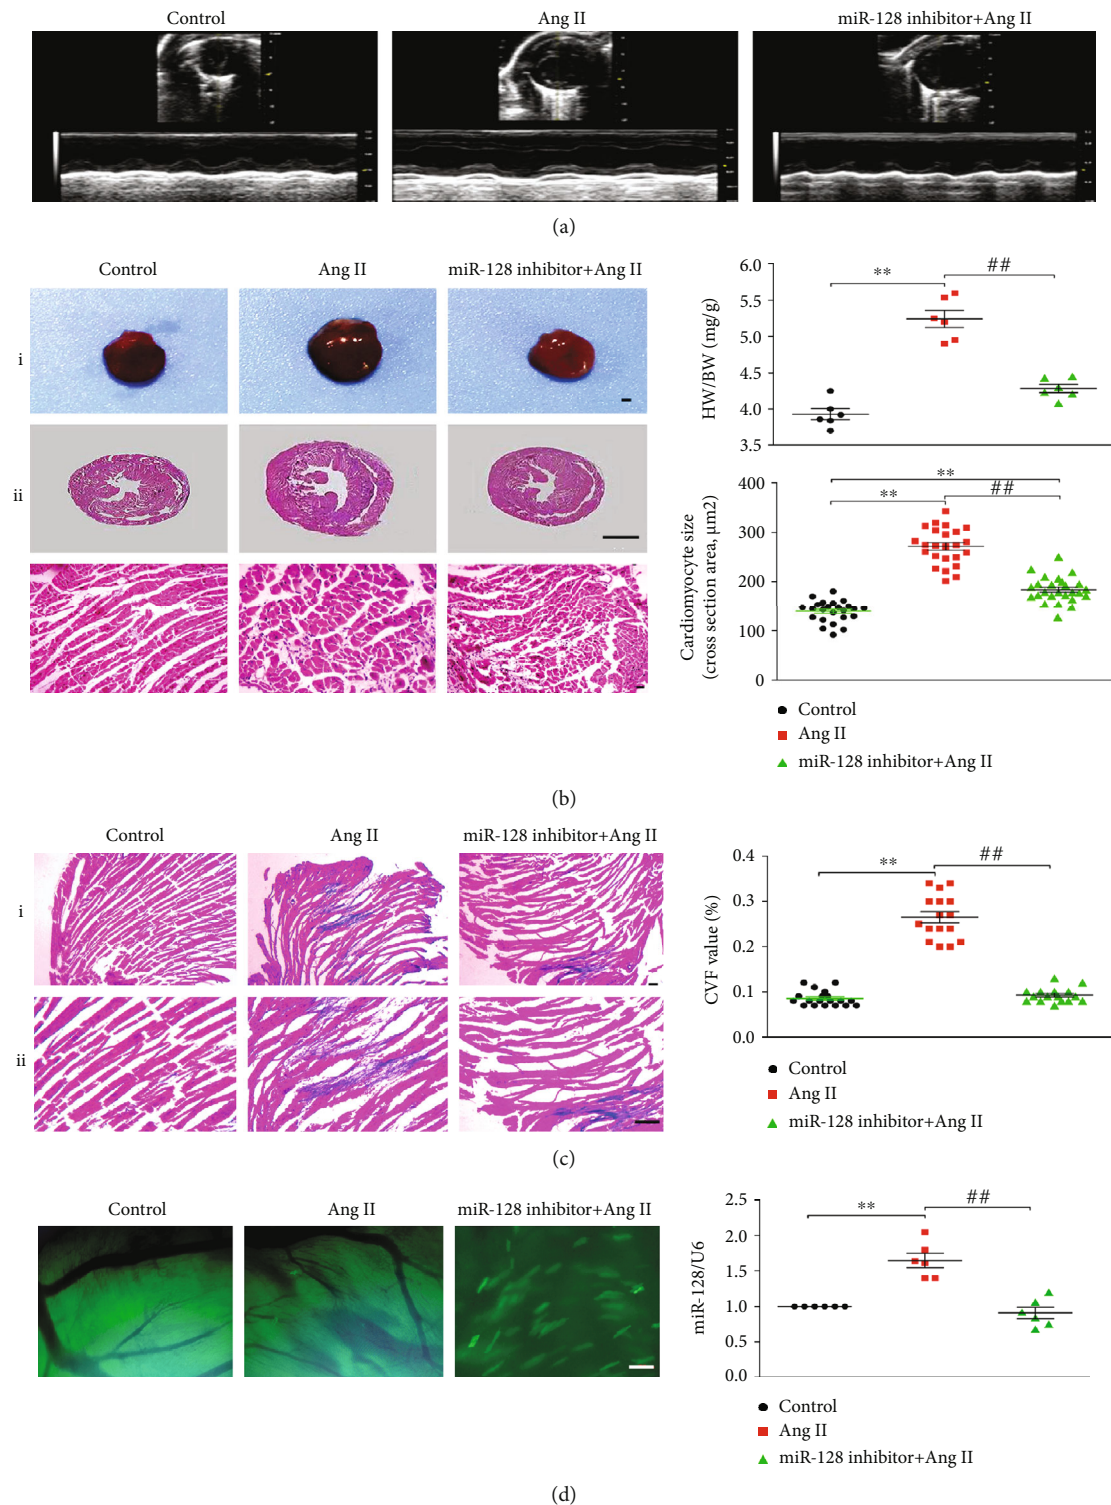 Control Ang II miR-128 inhibitor+Ang II
(a)
Control Ang II miR-128 inhibitor+Ang II
i
ii
HW/BW (mg/g)
6.0
5.5
5.0
4.5
4.0
3.5
** ##
Cardiomyocyte size
(cross section area, μm2)
400
300
200
100
0
**
** ##
Control
Ang II
miR-128 inhibitor+Ang II
(b)
Control Ang II miR-128 inhibitor+Ang II
i
ii
CVF value (%)
0.4
0.3
0.2
0.1
0.0
** ##
Control
Ang II
miR-128 inhibitor+Ang II
(c)
Control Ang II miR-128 inhibitor+Ang II
miR-128/U6
2.5
2.0
1.5
1.0
0.5
0.0
** ##
Control
Ang II
miR-128 inhibitor+Ang II
(d)